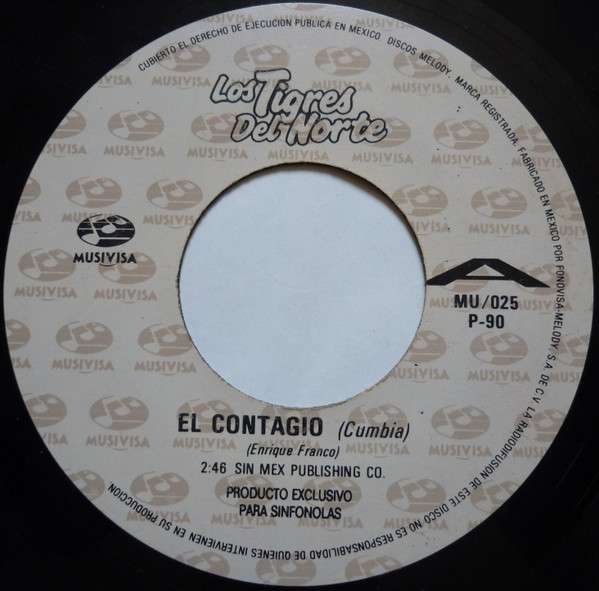 CUBIERTO EL DERECHO DE EJECUCION PUBLICA EN MEXICO DISCOS MELODY. MARCA REGISTRADA. FABRICADO EN MEXICO POR FONOVISA-MELODY, S.A. DE C.V. LA RADIODIFUSION DE ESTE DISCO NO ES RESPONSABILIDAD DE QUIENES INTERVIENEN EN SU PRODUCCION
Los Tigres
Del Norte
MUSIVISA
A
MU/025
P-90
EL CONTAGIO (Cumbia)
(Enrique Franco)
2:46 SIN MEX PUBLISHING CO.
PRODUCTO EXCLUSIVO
PARA SINFONOLAS